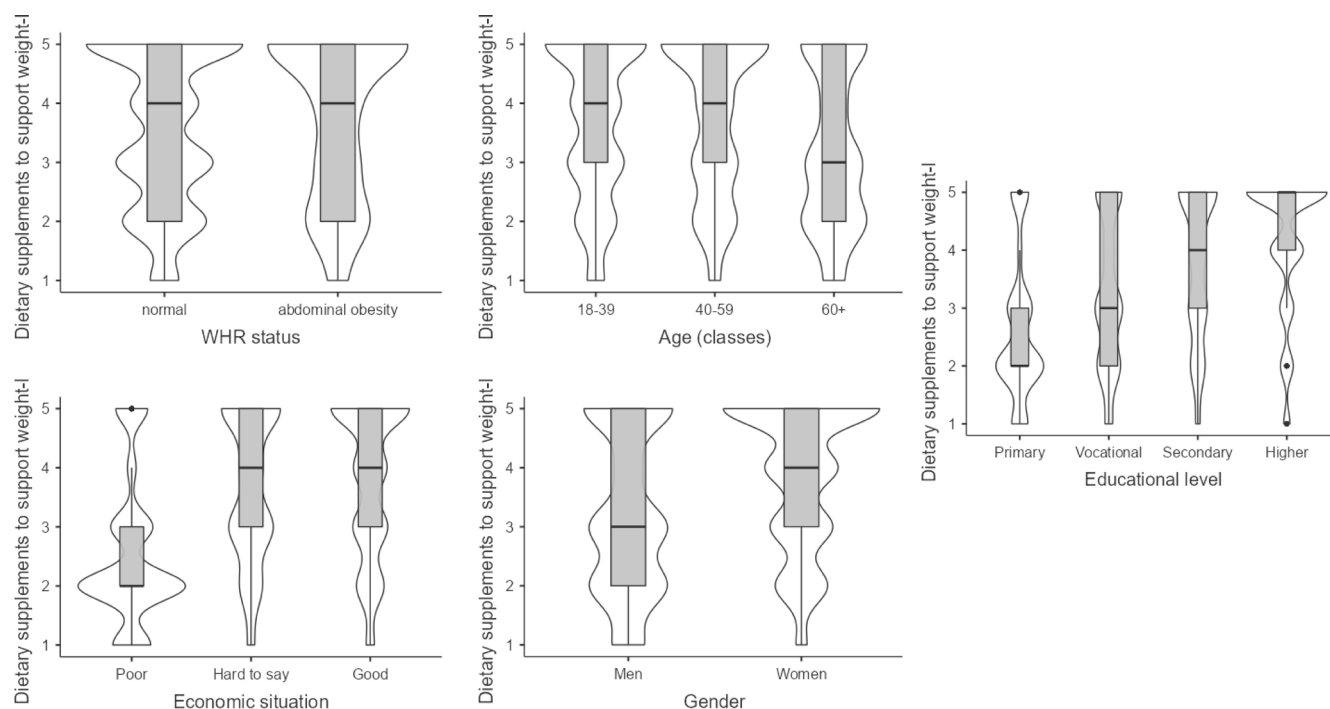 Dietary supplements to support weight-l
5
4
3
2
1
normal
abdominal obesity
WHR status
Dietary supplements to support weight-l
5
4
3
2
1
18-39
40-59
60+
Age (classes)
Dietary supplements to support weight-l
5
4
3
2
1
Primary
Vocational
Secondary
Higher
Educational level
Dietary supplements to support weight-l
5
4
3
2
1
Poor
Hard to say
Good
Economic situation
Dietary supplements to support weight-l
5
4
3
2
1
Men
Women
Gender